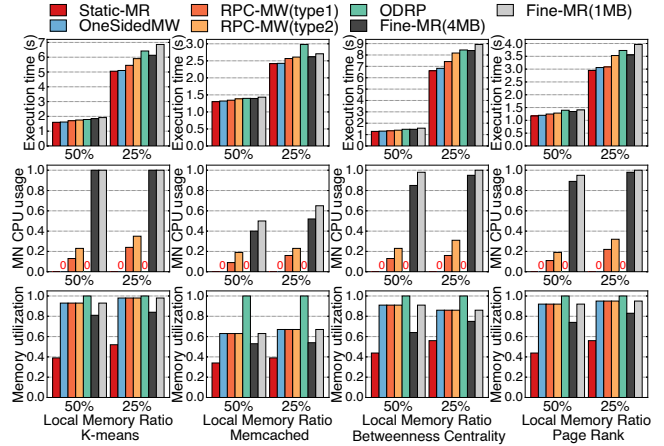 Static-MR RPC-MW(type1) ODRP Fine-MR(1MB)
OneSidedMW RPC-MW(type2) Fine-MR(4MB)
Execution time (s) 7 6 5 4 3 2 1 50% 25%
Execution time (s) 3.0 2.5 2.0 1.5 1.0 0.5 50% 25%
Execution time (s) 9 8 7 6 5 4 3 2 1 50% 25%
Execution time (s) 4.0 3.5 3.0 2.5 2.0 1.5 1.0 0.5 50% 25%
MN CPU usage 1.0 0.8 0.6 0.4 0.2 0.0 0 0 0 0 50% 25%
MN CPU usage 1.0 0.8 0.6 0.4 0.2 0.0 0 0 0 0 50% 25%
MN CPU usage 1.0 0.8 0.6 0.4 0.2 0.0 0 0 0 0 50% 25%
MN CPU usage 1.0 0.8 0.6 0.4 0.2 0.0 0 0 0 0 50% 25%
Memory utilization 1.0 0.8 0.6 0.4 0.2 0.0 50% 25%
Memory utilization 1.0 0.8 0.6 0.4 0.2 0.0 50% 25%
Memory utilization 1.0 0.8 0.6 0.4 0.2 0.0 50% 25%
Memory utilization 1.0 0.8 0.6 0.4 0.2 0.0 50% 25%
Local Memory Ratio Local Memory Ratio Local Memory Ratio Local Memory Ratio
K-means Memcached Betweenness Centrality Page Rank